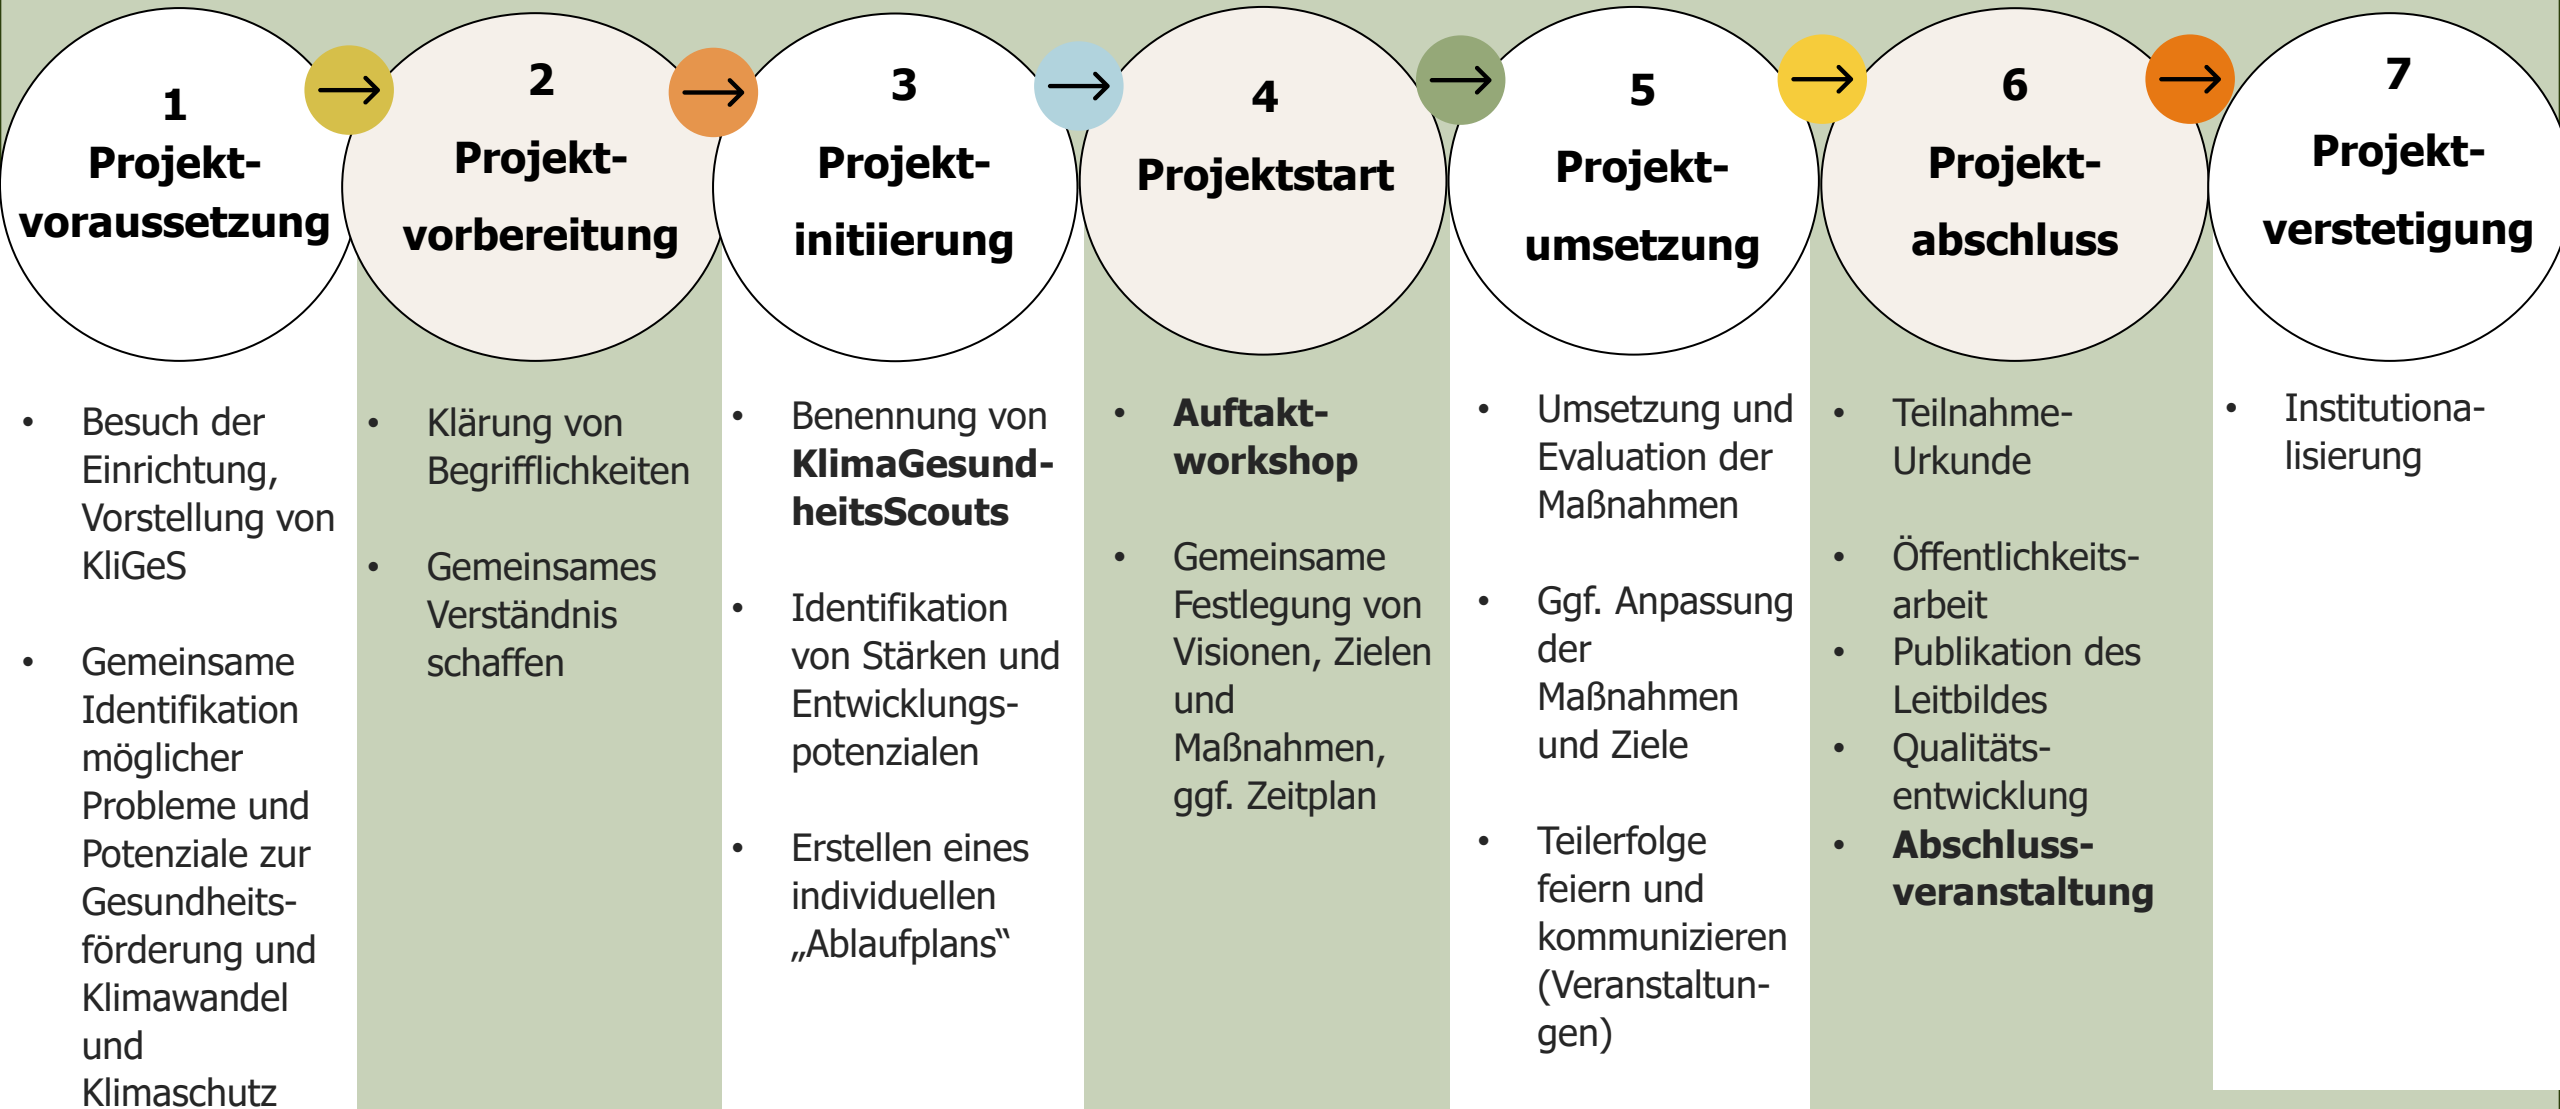 1
Projekt-
voraussetzung
• Besuch der
Einrichtung,
Vorstellung von
KliGeS
• Gemeinsame
Identifikation
möglicher
Probleme und
Potenziale zur
Gesundheits-
förderung und
Klimawandel
und
Klimaschutz
2
Projekt-
vorbereitung
• Klärung von
Begrifflichkeiten
• Gemeinsames
Verständnis
schaffen
3
Projekt-
initiierung
• Benennung von
KlimaGesund-
heitsScouts
• Identifikation
von Stärken und
Entwicklungs-
potenzialen
• Erstellen eines
individuellen
„Ablaufplans“
4
Projektstart
• Auftakt-
workshop
• Gemeinsame
Festlegung von
Visionen, Zielen
und
Maßnahmen,
ggf. Zeitplan
5
Projekt-
umsetzung
• Umsetzung und
Evaluation der
Maßnahmen
• Ggf. Anpassung
der
Maßnahmen
und Ziele
• Teilerfolge
feiern und
kommunizieren
(Veranstaltun-
gen)
6
Projekt-
abschluss
• Teilnahme-
Urkunde
• Öffentlichkeits-
arbeit
• Publikation des
Leitbildes
• Qualitäts-
entwicklung
• Abschluss-
veranstaltung
7
Projekt-
verstetigung
• Institutiona-
lisierung